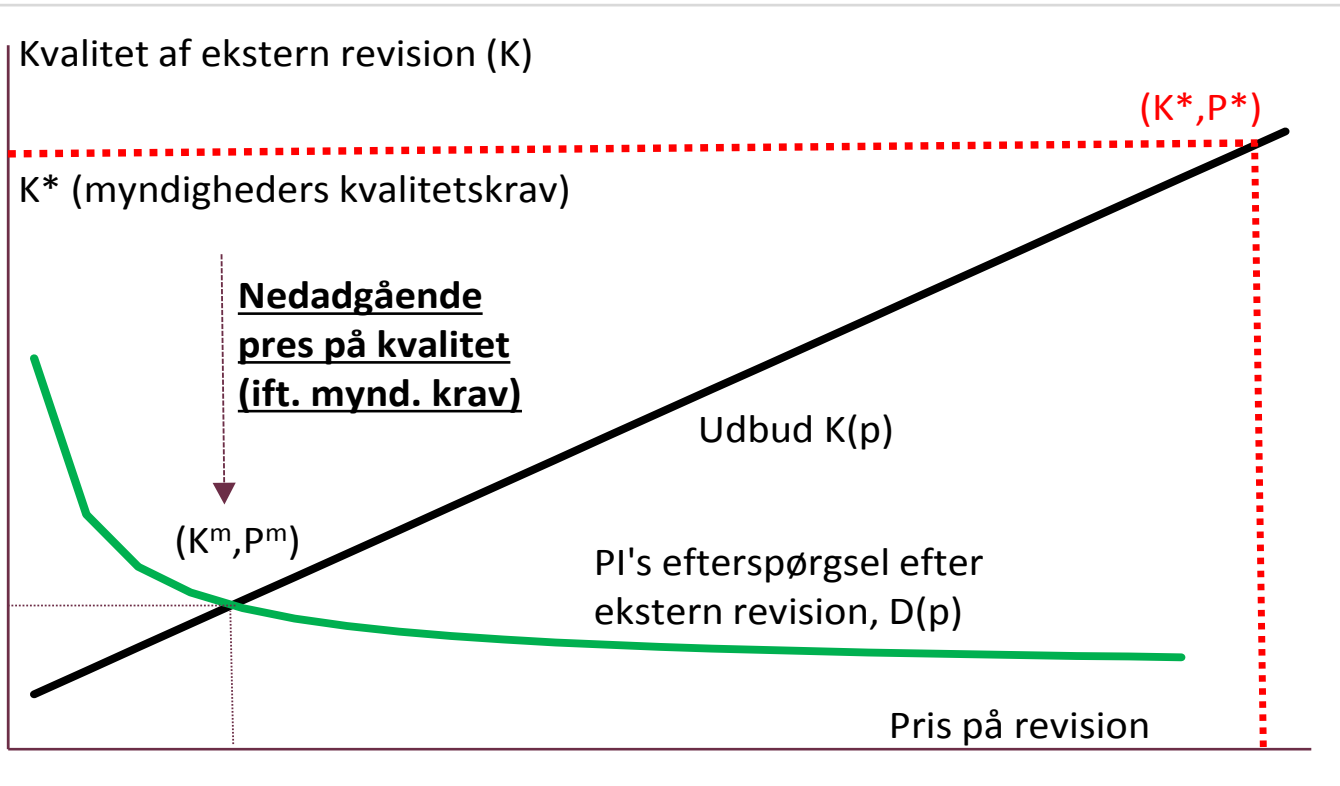 Kvalitet af ekstern revision (K)
(K*,P*)
K* (myndigheders kvalitetskrav)
Nedadgående
pres på kvalitet
(ift. mynd. krav)
Udbud K(p)
(Kᵐ,Pᵐ)
PI's efterspørgsel efter
ekstern revision, D(p)
Pris på revision